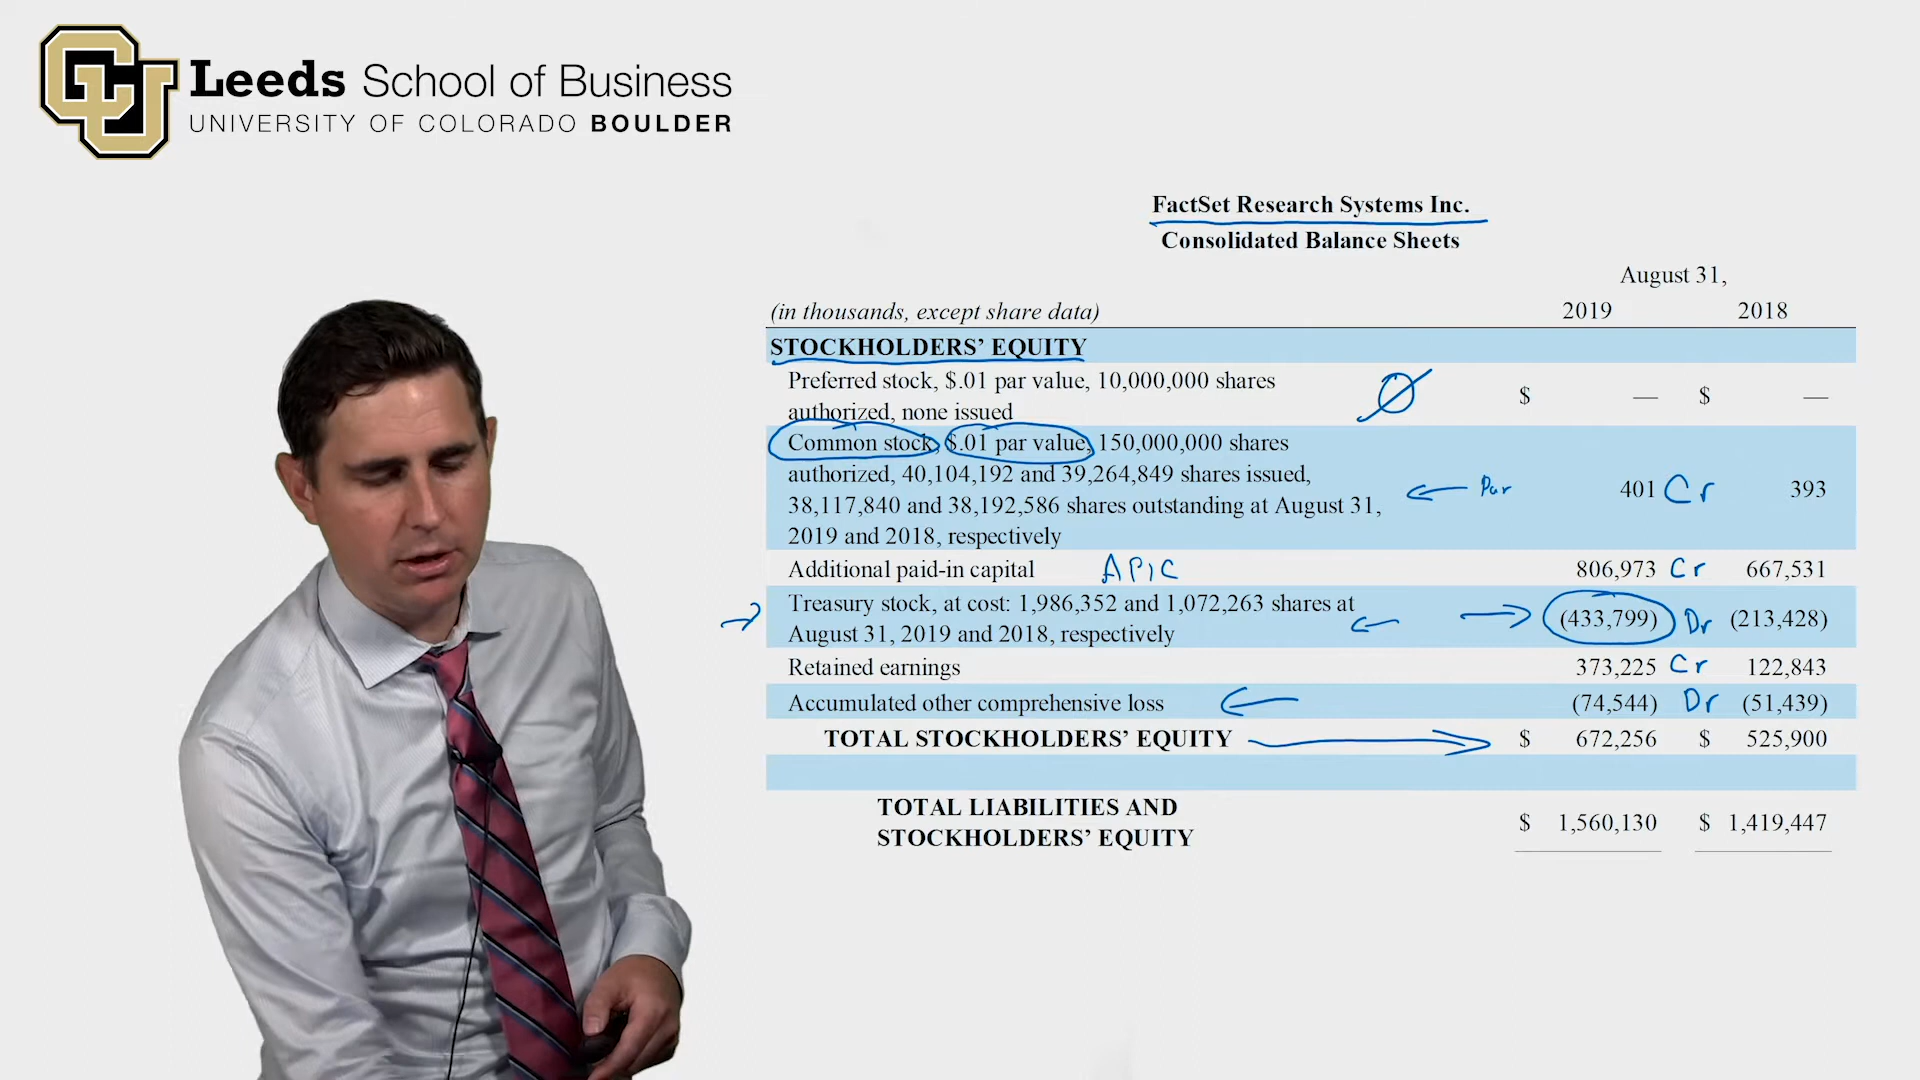 CU Leeds School of Business
UNIVERSITY OF COLORADO BOULDER
FactSet Research Systems Inc.
Consolidated Balance Sheets
August 31,
(in thousands, except share data) 2019 2018
STOCKHOLDERS’ EQUITY
Preferred stock, $.01 par value, 10,000,000 shares
authorized, none issued Ø $ — $ —
Common stock, $.01 par value, 150,000,000 shares
authorized, 40,104,192 and 39,264,849 shares issued,
38,117,840 and 38,192,586 shares outstanding at August 31, ← Par 401 Cr 393
2019 and 2018, respectively
Additional paid-in capital APIC 806,973 Cr 667,531
→ Treasury stock, at cost: 1,986,352 and 1,072,263 shares at
August 31, 2019 and 2018, respectively ← → (433,799) Dr (213,428)
Retained earnings 373,225 Cr 122,843
Accumulated other comprehensive loss ← (74,544) Dr (51,439)
TOTAL STOCKHOLDERS’ EQUITY → $ 672,256 $ 525,900
TOTAL LIABILITIES AND
STOCKHOLDERS’ EQUITY $ 1,560,130 $ 1,419,447